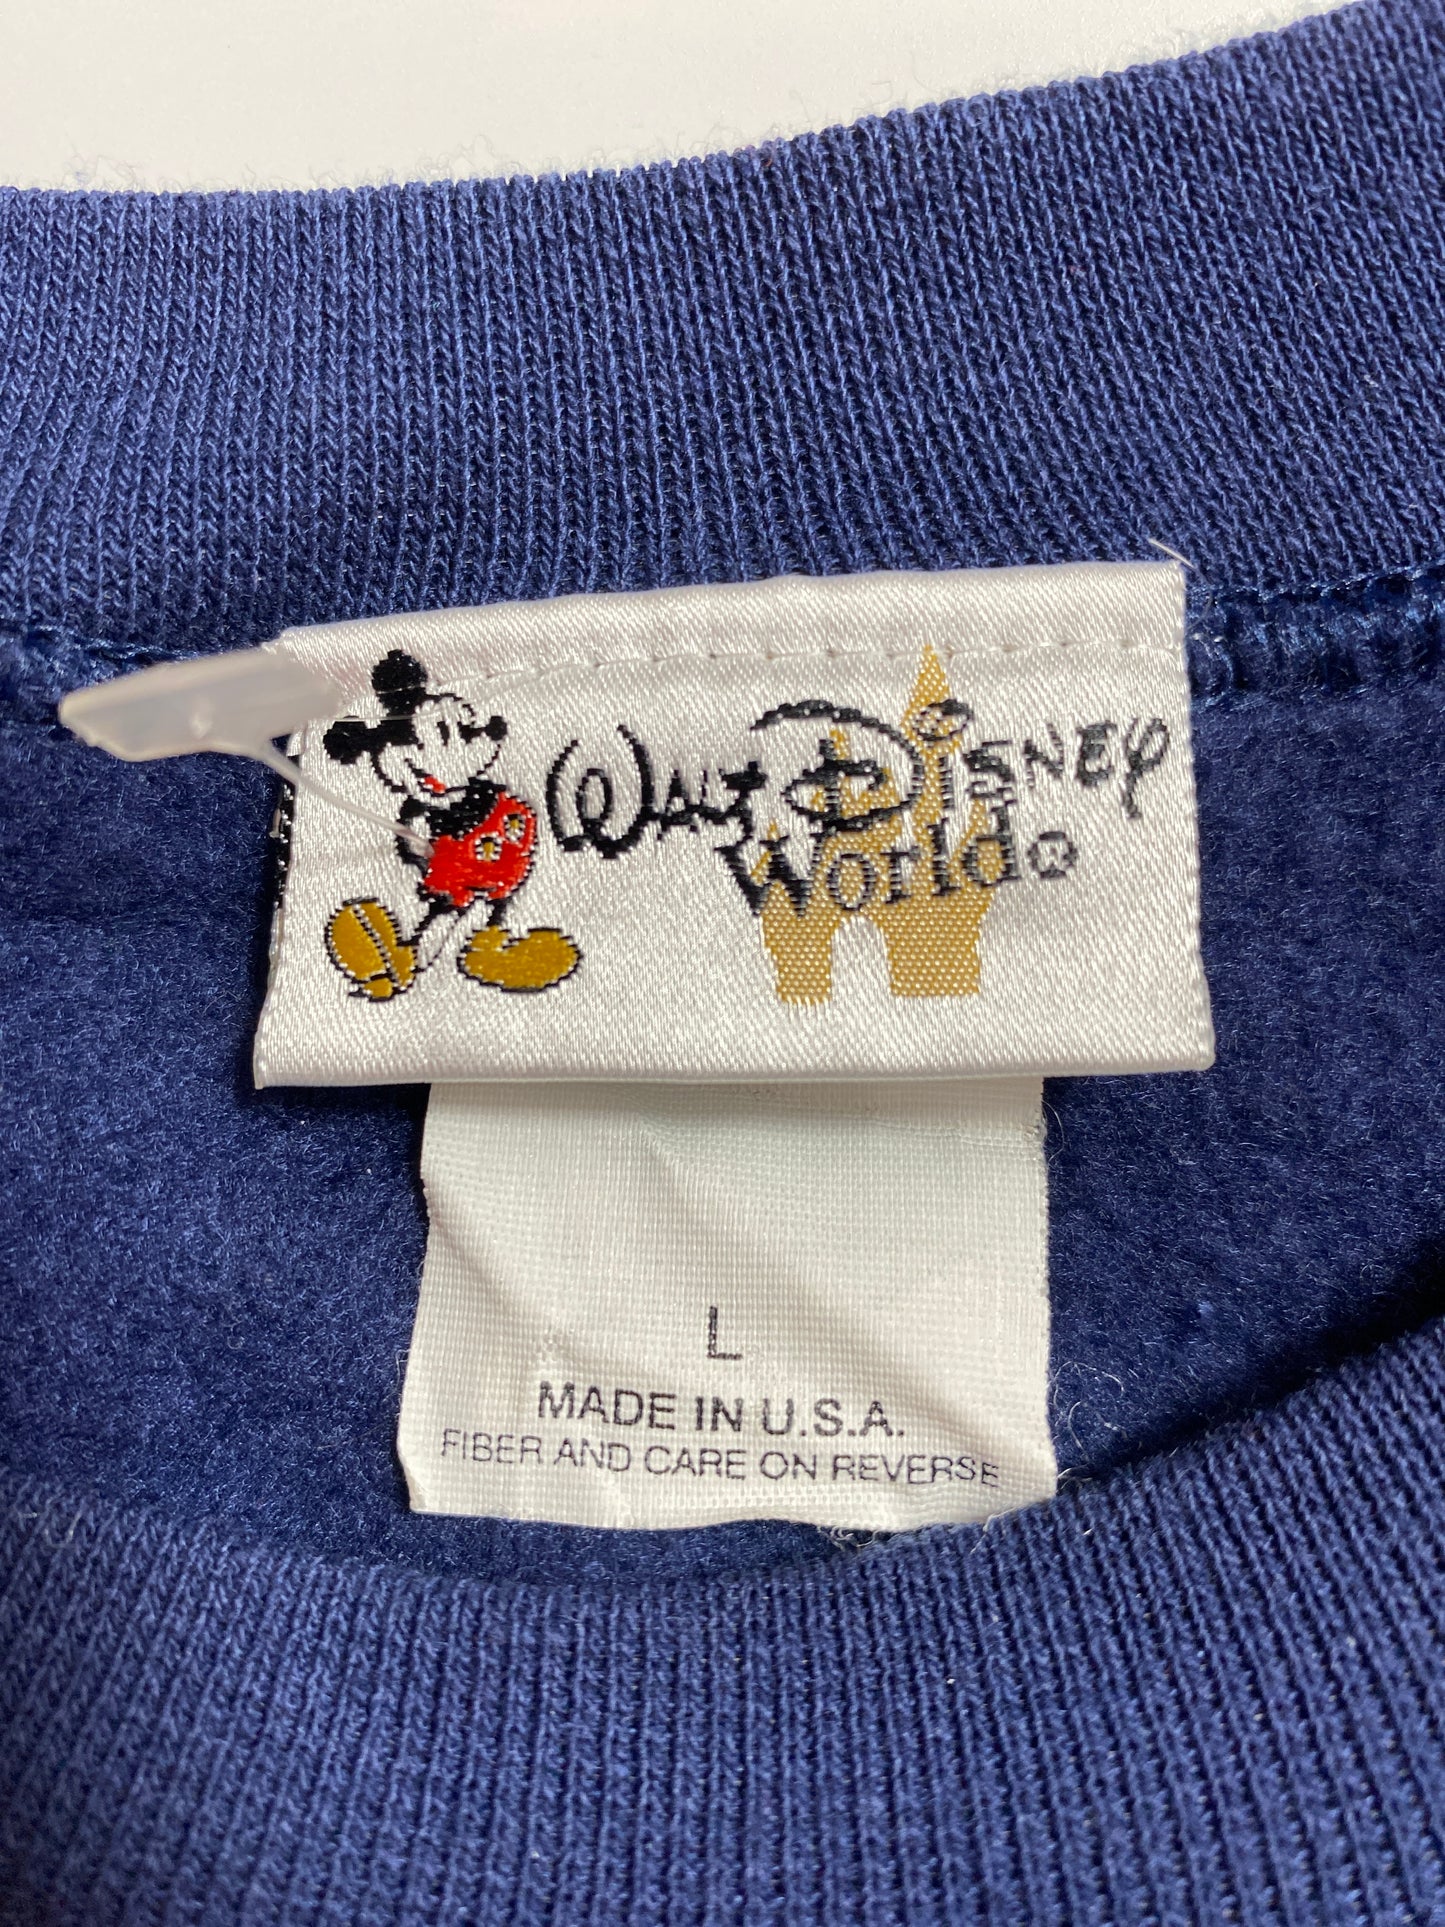 Walt Disney
World®
L
MADE IN U.S.A.
FIBER AND CARE ON REVERSE